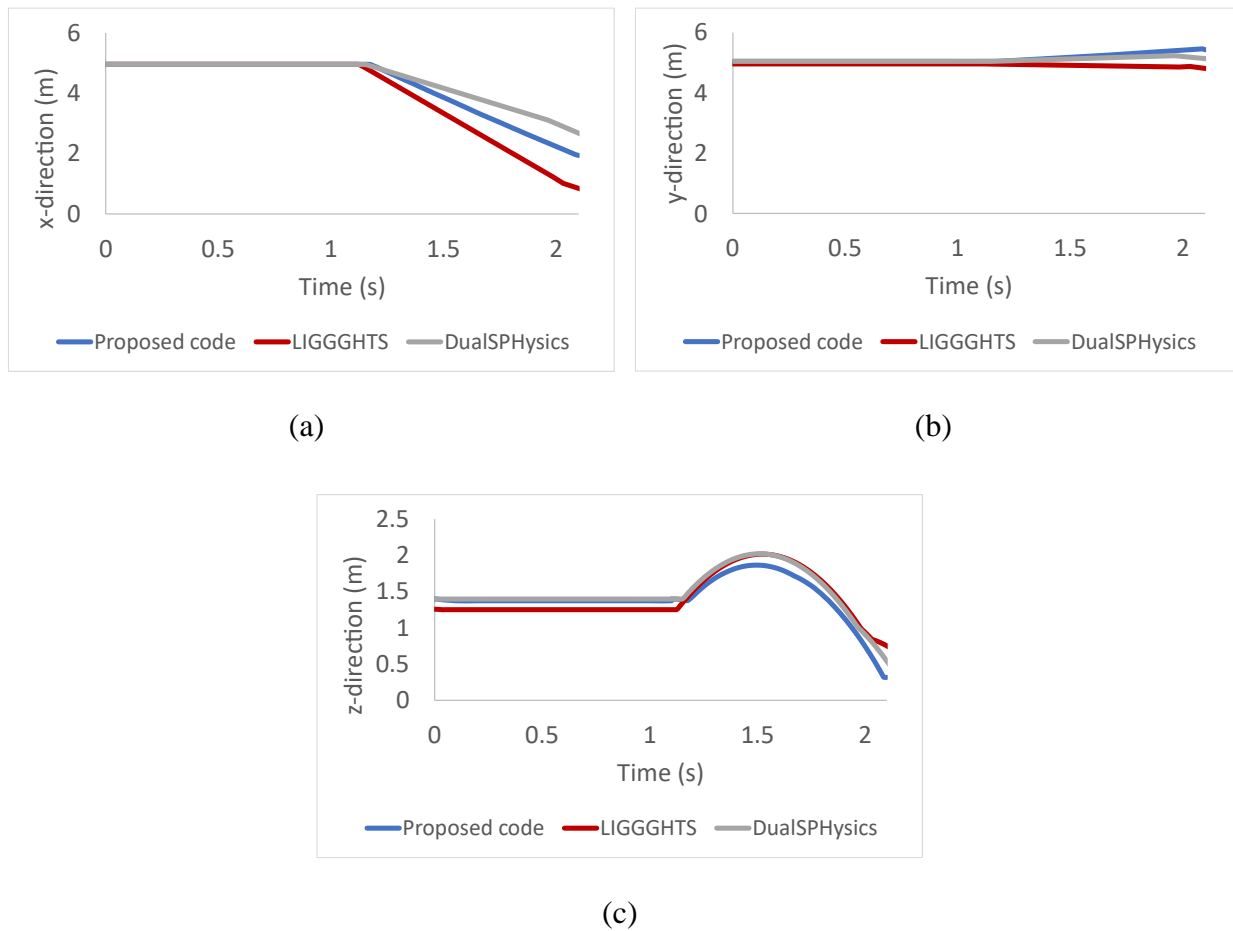 6
4
2
0
x-direction (m)
0 0.5 1 1.5 2
Time (s)
Proposed code LIGGGHTS DualSPHysics
(a)
6
4
2
0
y-direction (m)
0 0.5 1 1.5 2
Time (s)
Proposed code LIGGGHTS DualSPHysics
(b)
2.5
2
1.5
1
0.5
0
z-direction (m)
0 0.5 1 1.5 2
Time (s)
Proposed code LIGGGHTS DualSPHysics
(c)